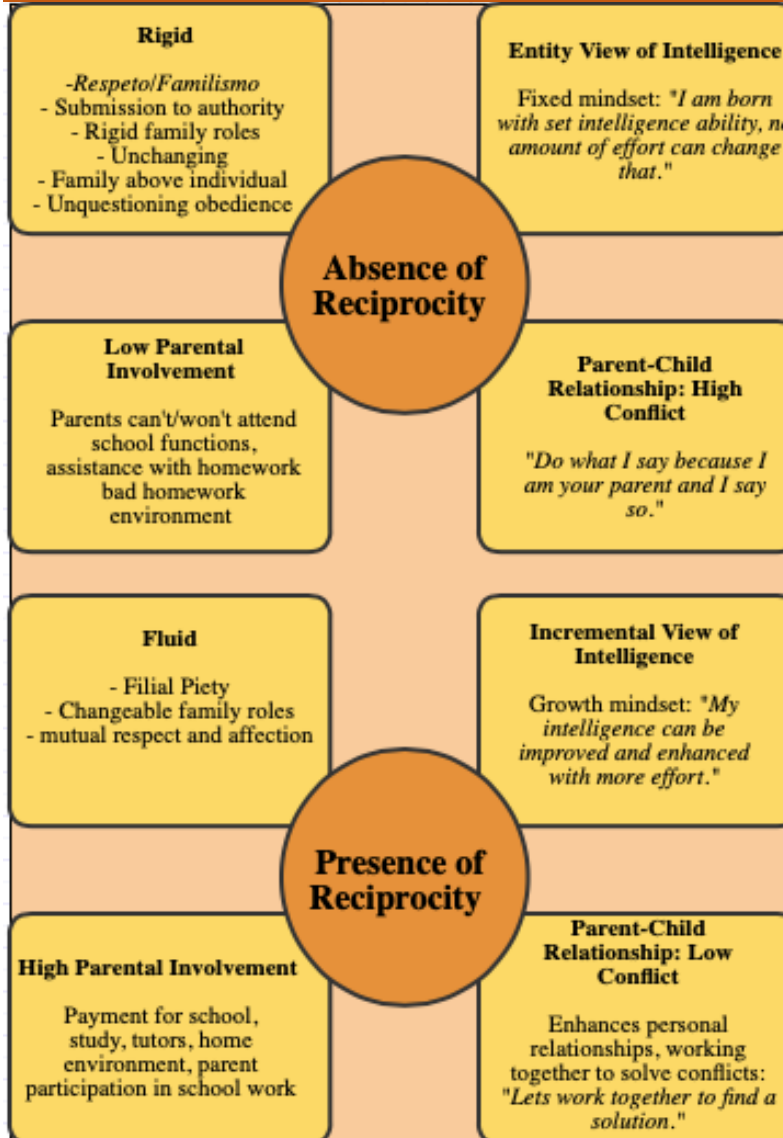 Rigid
-Respeto/Familismo
- Submission to authority
- Rigid family roles
- Unchanging
- Family above individual
- Unquestioning obedience
Entity View of Intelligence
Fixed mindset: "I am born
with set intelligence ability,
amount of effort can change
that."
Absence of
Reciprocity
Low Parental
Involvement
Parents can't/won't attend
school functions,
assistance with homework
bad homework
environment
Parent-Child
Relationship: High
Conflict
"Do what I say because I
am your parent and I say
so."
Fluid
- Filial Piety
- Changeable family roles
- mutual respect and affection
Incremental View of
Intelligence
Growth mindset: "My
intelligence can be
improved and enhanced
with more effort."
Presence of
Reciprocity
High Parental Involvement
Payment for school,
study, tutors, home
environment, parent
participation in school work
Parent-Child
Relationship: Low
Conflict
Enhances personal
relationships, working
together to solve conflicts:
"Lets work together to find a
solution."